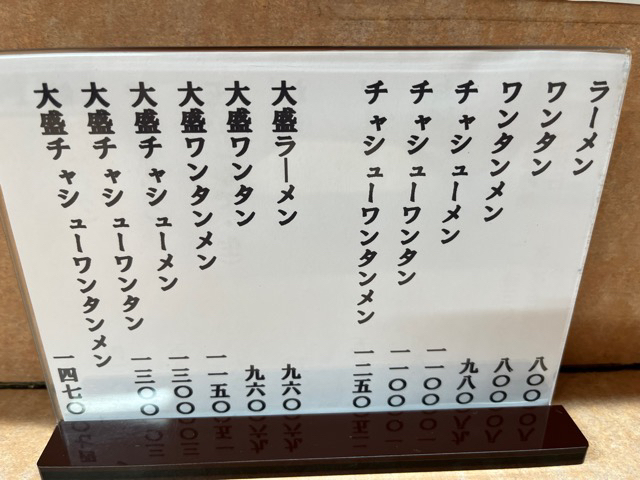 ラーメン 八〇〇
ワンタン 八〇〇
ワンタンメン 九八〇
チャシューメン 一一〇〇
チャシューワンタン 一一〇〇
チャシューワンタンメン 一二五〇
大盛ラーメン 九六〇
大盛ワンタン 九六〇
大盛ワンタンメン 一一五〇
大盛チャシューメン 一三〇〇
大盛チャシューワンタン 一三〇〇
大盛チャシューワンタンメン 一四七〇